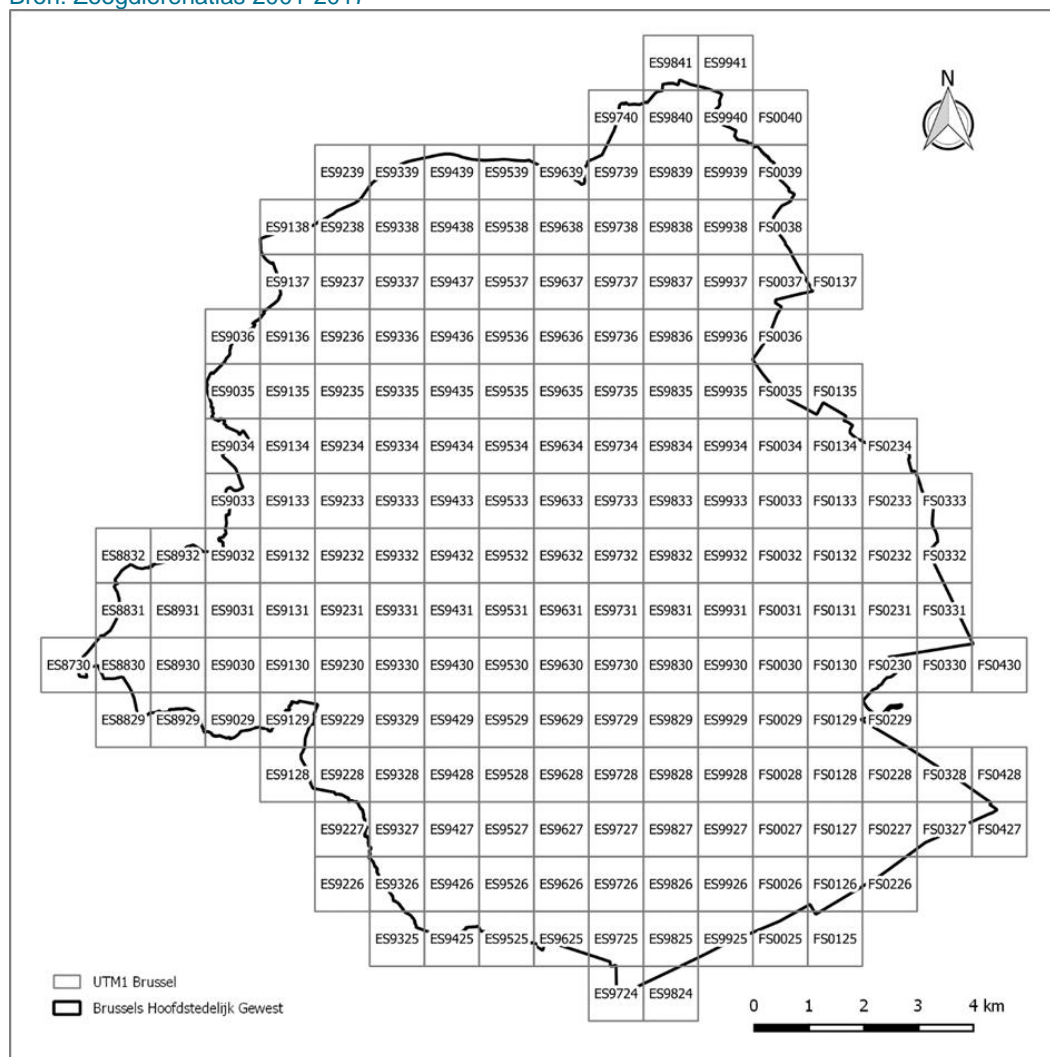 Bron: Zoogdierenatlas 2001-2017
ES9841 ES9941
N
ES9740 ES9840 ES9940 FS0040
ES9239 ES9339 ES9439 ES9539 ES9639 ES9739 ES9839 ES9939 FS0039
ES9138 ES9238 ES9338 ES9438 ES9538 ES9638 ES9738 ES9838 ES9938 FS0038
ES9137 ES9237 ES9337 ES9437 ES9537 ES9637 ES9737 ES9837 ES9937 FS0037 FS0137
ES9036 ES9136 ES9236 ES9336 ES9436 ES9536 ES9636 ES9736 ES9836 ES9936 FS0036
ES9035 ES9135 ES9235 ES9335 ES9435 ES9535 ES9635 ES9735 ES9835 ES9935 FS0035 FS0135
ES9034 ES9134 ES9234 ES9334 ES9434 ES9534 ES9634 ES9734 ES9834 ES9934 FS0034 FS0134 FS0234
ES9033 ES9133 ES9233 ES9333 ES9433 ES9533 ES9633 ES9733 ES9833 ES9933 FS0033 FS0133 FS0233 FS0333
ES8832 ES8932 ES9032 ES9132 ES9232 ES9332 ES9432 ES9532 ES9632 ES9732 ES9832 ES9932 FS0032 FS0132 FS0232 FS0332
ES8831 ES8931 ES9031 ES9131 ES9231 ES9331 ES9431 ES9531 ES9631 ES9731 ES9831 ES9931 FS0031 FS0131 FS0231 FS0331
ES8730 ES8830 ES8930 ES9030 ES9130 ES9230 ES9330 ES9430 ES9530 ES9630 ES9730 ES9830 ES9930 FS0030 FS0130 FS0230 FS0330 FS0430
ES8829 ES8929 ES9029 ES9129 ES9229 ES9329 ES9429 ES9529 ES9629 ES9729 ES9829 ES9929 FS0029 FS0129 FS0229
ES9128 ES9228 ES9328 ES9428 ES9528 ES9628 ES9728 ES9828 ES9928 FS0028 FS0128 FS0228 FS0328 FS0428
ES9227 ES9327 ES9427 ES9527 ES9627 ES9727 ES9827 ES9927 FS0027 FS0127 FS0227 FS0327 FS0427
ES9226 ES9326 ES9426 ES9526 ES9626 ES9726 ES9826 ES9926 FS0026 FS0126 FS0226
ES9325 ES9425 ES9525 ES9625 ES9725 ES9825 ES9925 FS0025 FS0125
ES9724 ES9824
UTM1 Brussel
Brussels Hoofdstedelijk Gewest
0 1 2 3 4 km